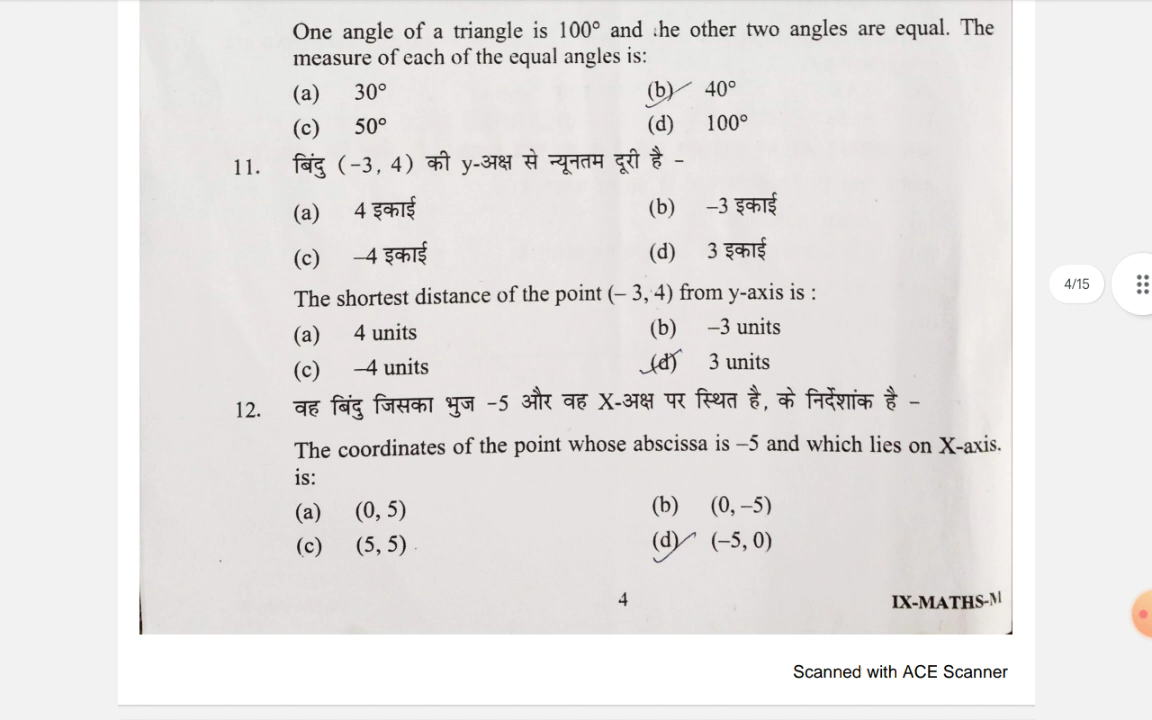 One angle of a triangle is 100° and the other two angles are equal. The
measure of each of the equal angles is:
(a) 30° (b) 40°
(c) 50° (d) 100°
11. बिंदु (-3, 4) की y-अक्ष से न्यूनतम दूरी है -
(a) 4 इकाई (b) –3 इकाई
(c) –4 इकाई (d) 3 इकाई
The shortest distance of the point (– 3, 4) from y-axis is :
(a) 4 units (b) –3 units
(c) –4 units (d) 3 units
12. वह बिंदु जिसका भुज -5 और वह X-अक्ष पर स्थित है, के निर्देशांक है -
The coordinates of the point whose abscissa is –5 and which lies on X-axis.
is:
(a) (0, 5) (b) (0, –5)
(c) (5, 5) (d) (–5, 0)
4 IX-MATHS-M
Scanned with ACE Scanner
4/15